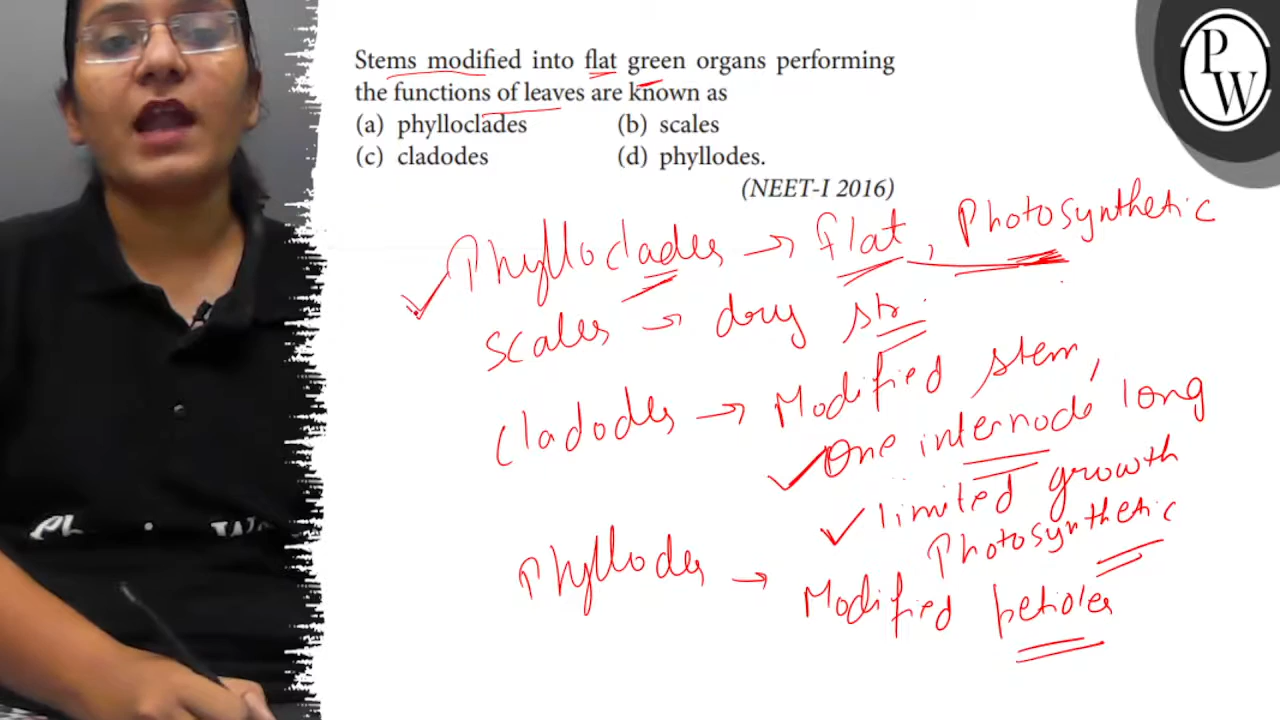 Stems modified into flat green organs performing
the functions of leaves are known as
(a) phylloclades (b) scales
(c) cladodes (d) phyllodes.
(NEET-I 2016)
P
W
Phylloclades → flat, Photosynthetic
scales → dry str.
cladodes → Modified stem,
One internode long
limited growth
Photosynthetic
Phyllodes → Modified petioles